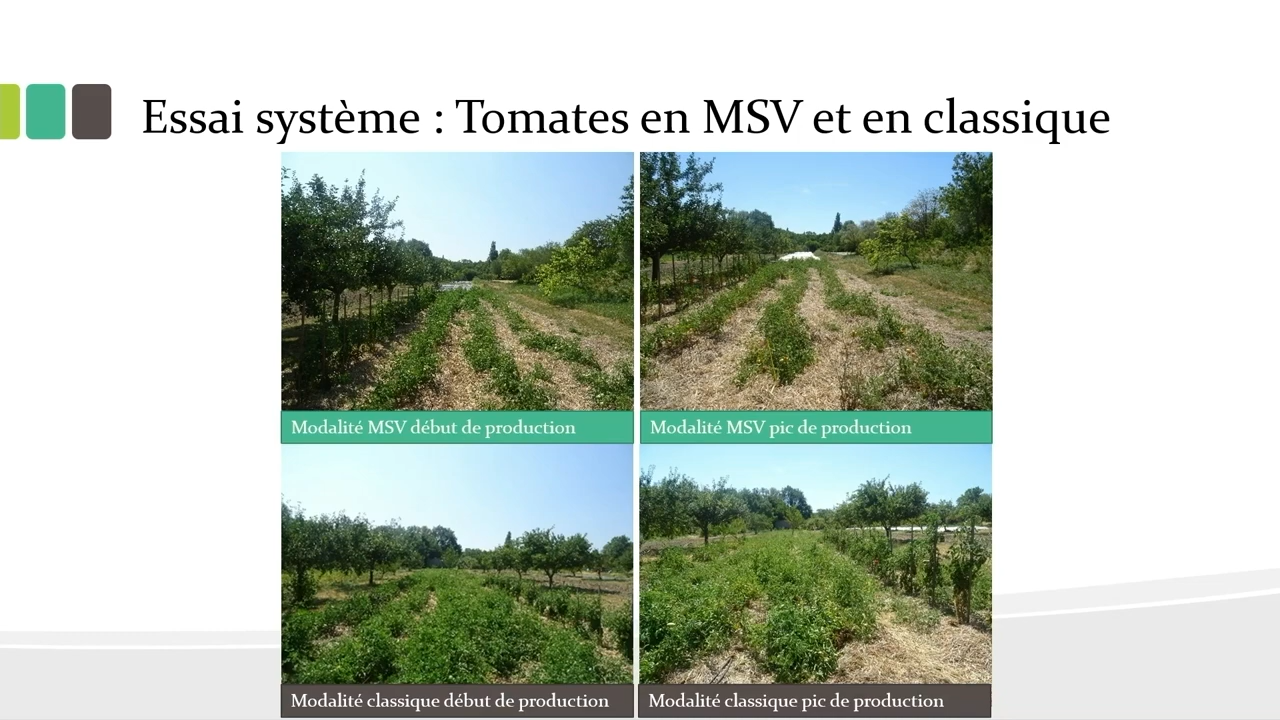 Essai système : Tomates en MSV et en classique
Modalité MSV début de production
Modalité MSV pic de production
Modalité classique début de production
Modalité classique pic de production